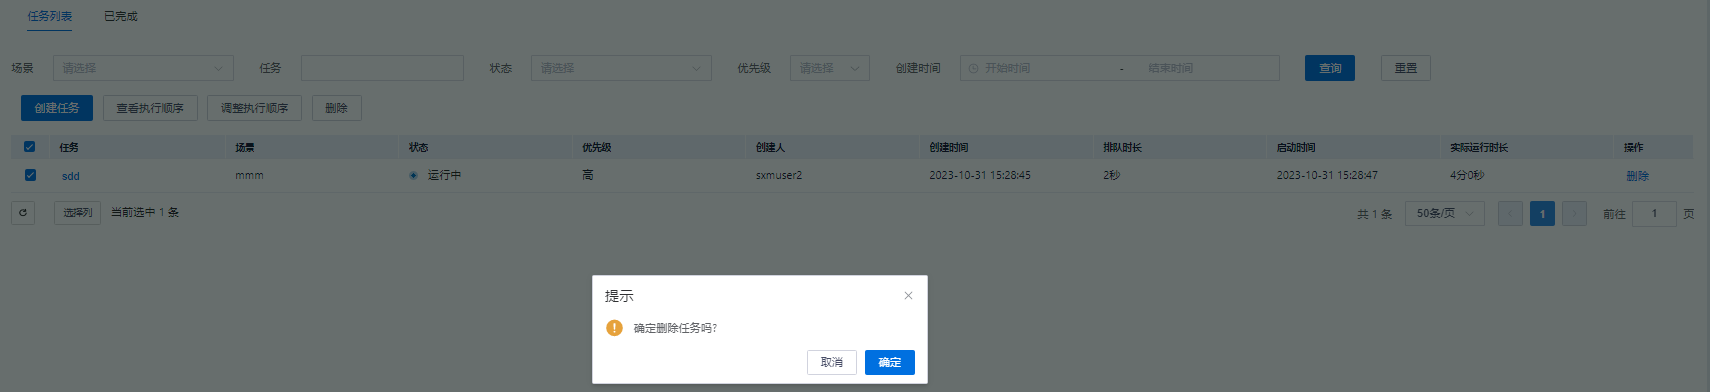 任务列表 已完成
场景 请选择 任务 状态 请选择 优先级 请选择 创建时间 开始时间 - 结束时间 查询 重置
创建任务 查看执行顺序 调整执行顺序 删除
任务 场景 状态 优先级 创建人 创建时间 排队时长 启动时间 实际运行时长 操作
sdd mmm 运行中 高 sxmuser2 2023-10-31 15:28:45 2秒 2023-10-31 15:28:47 4分0秒 删除
选择列 当前选中 1 条 共 1 条 50条/页 1 前往 1 页
提示
确定删除任务吗?
取消 确定